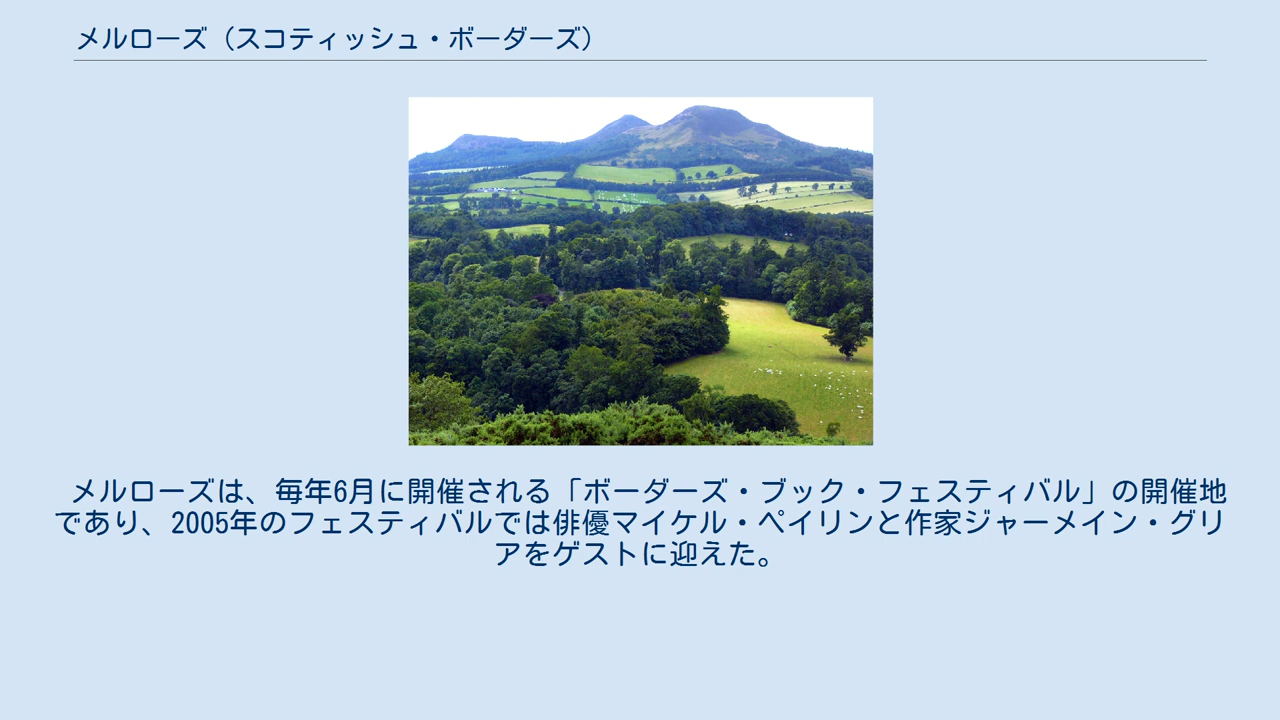 メルローズ（スコティッシュ・ボーダーズ）
メルローズは、毎年6月に開催される「ボーダーズ・ブック・フェスティバル」の開催地
であり、2005年のフェスティバルでは俳優マイケル・ペイリンと作家ジャーメイン・グリ
アをゲストに迎えた。